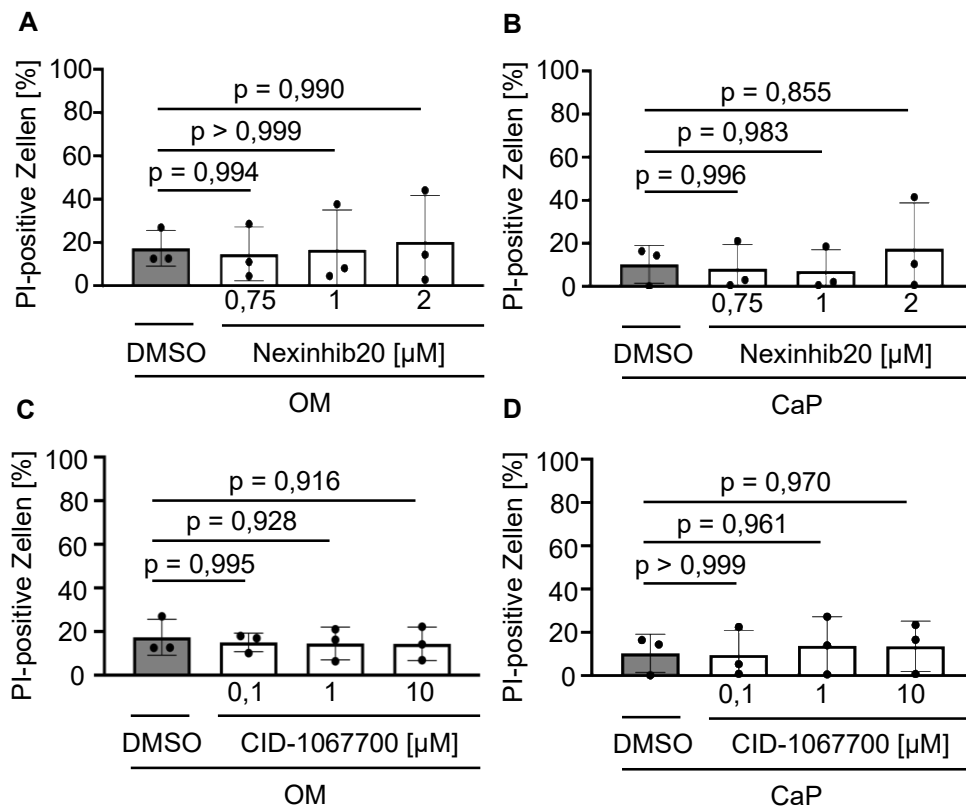 A
PI-positive Zellen [%]
100
80
60
40
20
0
p = 0,990
p > 0,999
p = 0,994
0,75 1 2
DMSO Nexinhib20 [µM]
OM
B
PI-positive Zellen [%]
100
80
60
40
20
0
p = 0,855
p = 0,983
p = 0,996
0,75 1 2
DMSO Nexinhib20 [µM]
CaP
C
PI-positive Zellen [%]
100
80
60
40
20
0
p = 0,916
p = 0,928
p = 0,995
0,1 1 10
DMSO CID-1067700 [µM]
OM
D
PI-positive Zellen [%]
100
80
60
40
20
0
p = 0,970
p = 0,961
p > 0,999
0,1 1 10
DMSO CID-1067700 [µM]
CaP